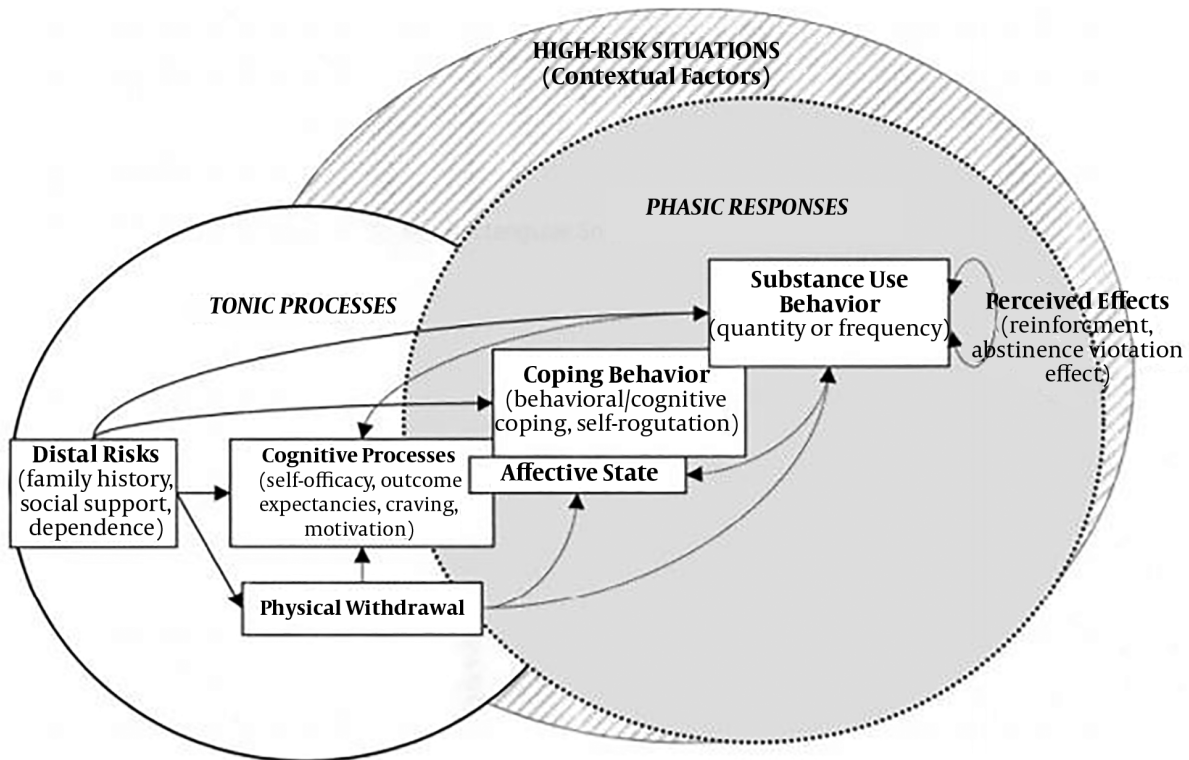 HIGH-RISK SITUATIONS
(Contextual Factors)
PHASIC RESPONSES
TONIC PROCESSES
Substance Use
Behavior
(quantity or frequency)
Perceived Effects
(reinforcment,
abstinence violation
effect)
Coping Behavior
(behavioral/cognitive
coping, self-rogutation)
Distal Risks
(family history,
social support,
dependence)
Cognitive Processes
(self-officacy, outcome
expectancies, craving,
motivation)
Affective State
Physical Withdrawal